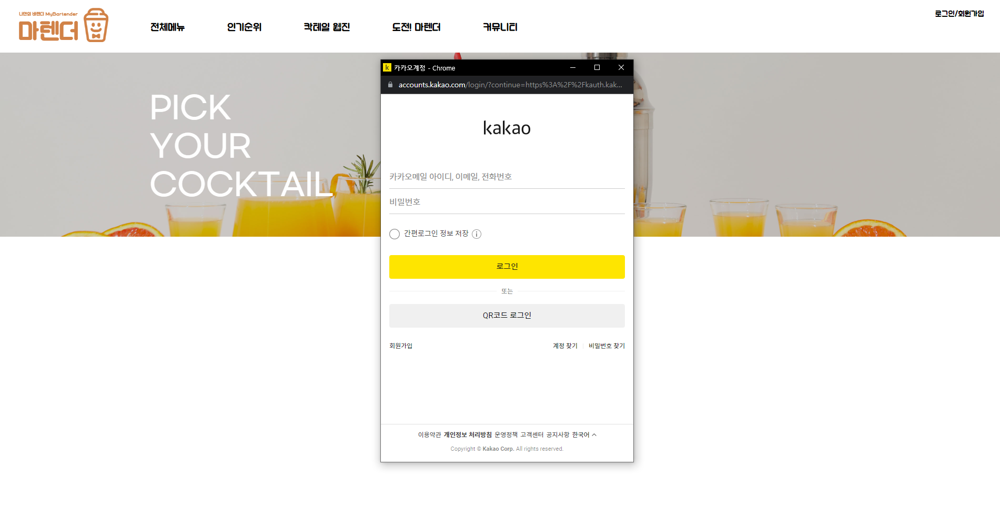 나만의 바텐더 MyBartender
마텐더
전체메뉴 인기순위 칵테일 웹진 도전! 마텐더 커뮤니티
로그인/회원가입
PICK
YOUR
COCKTAIL
k 카카오계정 - Chrome
accounts.kakao.com/login/?continue=https%3A%2F%2Fkauth.kak...
kakao
카카오메일 아이디, 이메일, 전화번호
비밀번호
간편로그인 정보 저장
로그인
또는
QR코드 로그인
회원가입 계정 찾기 비밀번호 찾기
이용약관 개인정보 처리방침 운영정책 고객센터 공지사항 한국어
Copyright © Kakao Corp. All rights reserved.